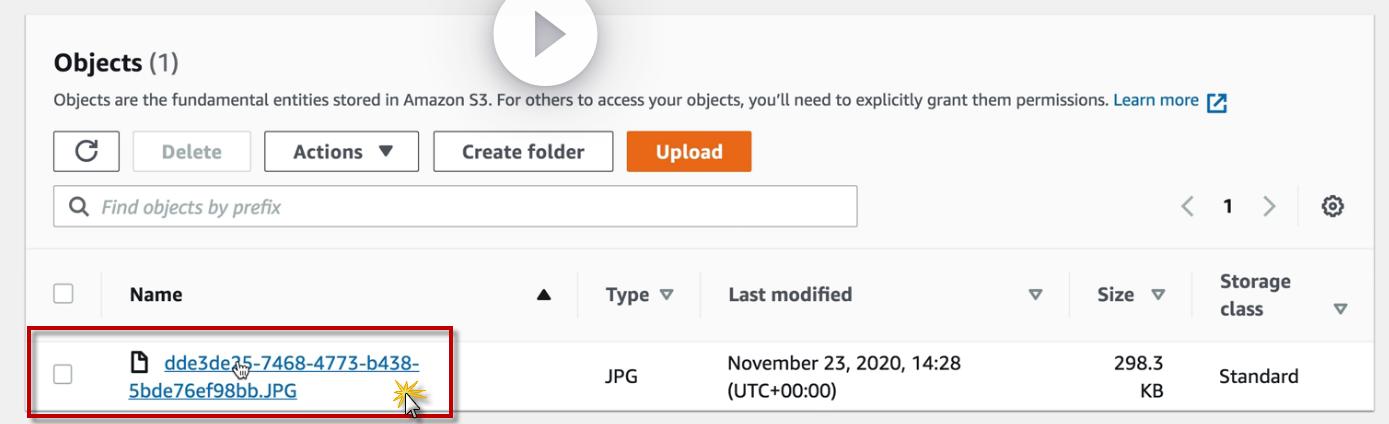 Objects (1)
Objects are the fundamental entities stored in Amazon S3. For others to access your objects, you'll need to explicitly grant them permissions. Learn more
Delete
Actions
Create folder
Upload
Find objects by prefix
1
Name
Type
Last modified
Size
Storage
class
dde3de25-7468-4773-b438-
5bde76ef98bb.JPG
JPG
November 23, 2020, 14:28
(UTC+00:00)
298.3
KB
Standard